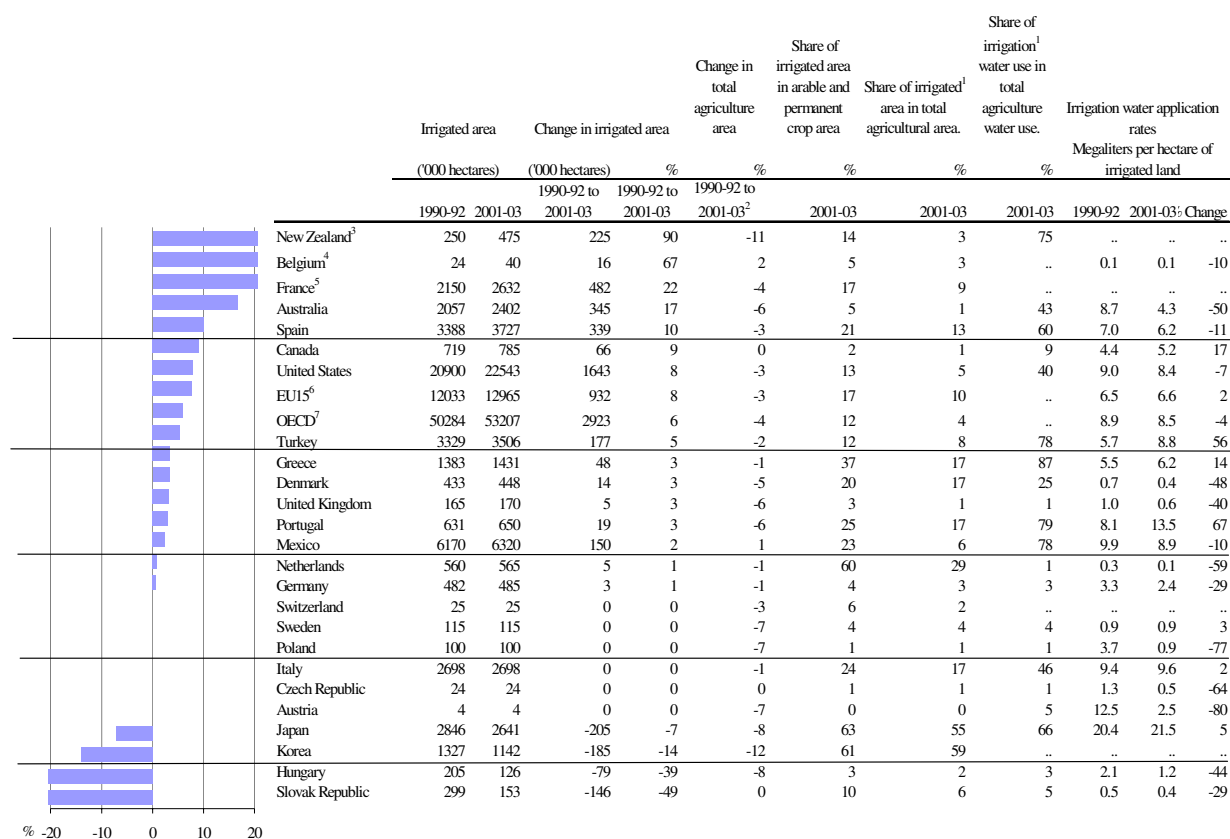 Share of
Share of irrigation1
Change in irrigated area water use in
total in arable and Share of irrigated1 total Irrigation water application
agriculture permanent area in total agriculture rates
Irrigated area Change in irrigated area area crop area agricultural area. water use. Megaliters per hectare of
('000 hectares) ('000 hectares) % % % % % irrigated land
1990-92 to 1990-92 to 1990-92 to
1990-92 2001-03 2001-03 2001-03 2001-03² 2001-03 2001-03 2001-03 1990-92 2001-03 Change
New Zealand³ 250 475 225 90 -11 14 3 75 .. .. ..
Belgium⁴ 24 40 16 67 2 5 3 .. 0.1 0.1 -10
France⁵ 2150 2632 482 22 -4 17 9 .. .. ..
Australia 2057 2402 345 17 -6 5 1 43 8.7 4.3 -50
Spain 3388 3727 339 10 -3 21 13 60 7.0 6.2 -11
Canada 719 785 66 9 0 2 1 9 4.4 5.2 17
United States 20900 22543 1643 8 -3 13 5 40 9.0 8.4 -7
EU15⁶ 12033 12965 932 8 -3 17 10 .. 6.5 6.6 2
OECD⁷ 50284 53207 2923 6 -4 12 4 .. 8.9 8.5 -4
Turkey 3329 3506 177 5 -2 12 8 78 5.7 8.8 56
Greece 1383 1431 48 3 -1 37 17 87 5.5 6.2 14
Denmark 433 448 14 3 -5 20 17 25 0.7 0.4 -48
United Kingdom 165 170 5 3 -6 3 1 1 1.0 0.6 -40
Portugal 631 650 19 3 -6 25 17 79 8.1 13.5 67
Mexico 6170 6320 150 2 1 23 6 78 9.9 8.9 -10
Netherlands 560 565 5 1 -1 60 29 1 0.3 0.1 -59
Germany 482 485 3 1 -1 4 3 3 3.3 2.4 -29
Switzerland 25 25 0 0 -3 6 2 .. .. .. ..
Sweden 115 115 0 0 -7 4 4 4 0.9 0.9 3
Poland 100 100 0 0 -7 1 1 1 3.7 0.9 -77
Italy 2698 2698 0 0 -1 24 17 46 9.4 9.6 2
Czech Republic 24 24 0 0 0 1 1 1 1.3 0.5 -64
Austria 4 4 0 0 -7 0 0 5 12.5 2.5 -80
Japan 2846 2641 -205 -7 -8 63 55 66 20.4 21.5 5
Korea 1327 1142 -185 -14 -12 61 59 .. .. ..
Hungary 205 126 -79 -39 -8 3 2 3 2.1 1.2 -44
Slovak Republic 299 153 -146 -49 0 10 6 5 0.5 0.4 -29
% -20 -10 0 10 20